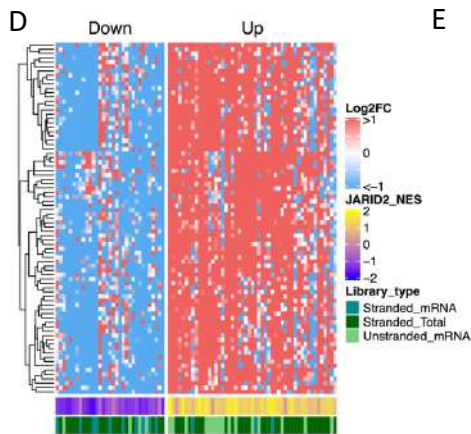 D
E
Down Up
Log2FC
>1
0
<-1
JARID2_NES
2
1
0
-1
-2
Library_type
Stranded_mRNA
Stranded_Total
Unstranded_mRNA